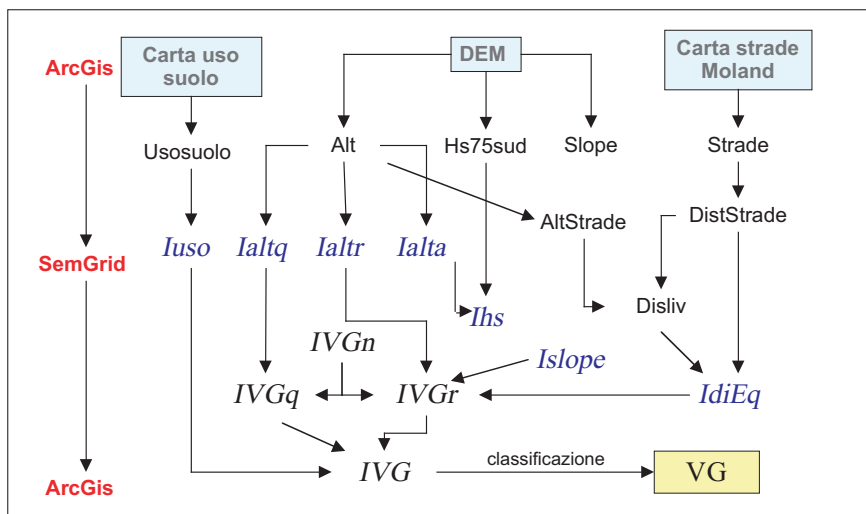 ArcGis
Carta uso
suolo
DEM
Carta strade
Moland
Usosuolo
Alt
Hs75sud
Slope
Strade
AltStrade
DistStrade
SemGrid
Iuso
Ialtq
Ialtr
Ialta
Ihs
Disliv
IVGn
Islope
IVGq
IVGr
IdiEq
IVG
classificazione
VG
ArcGis